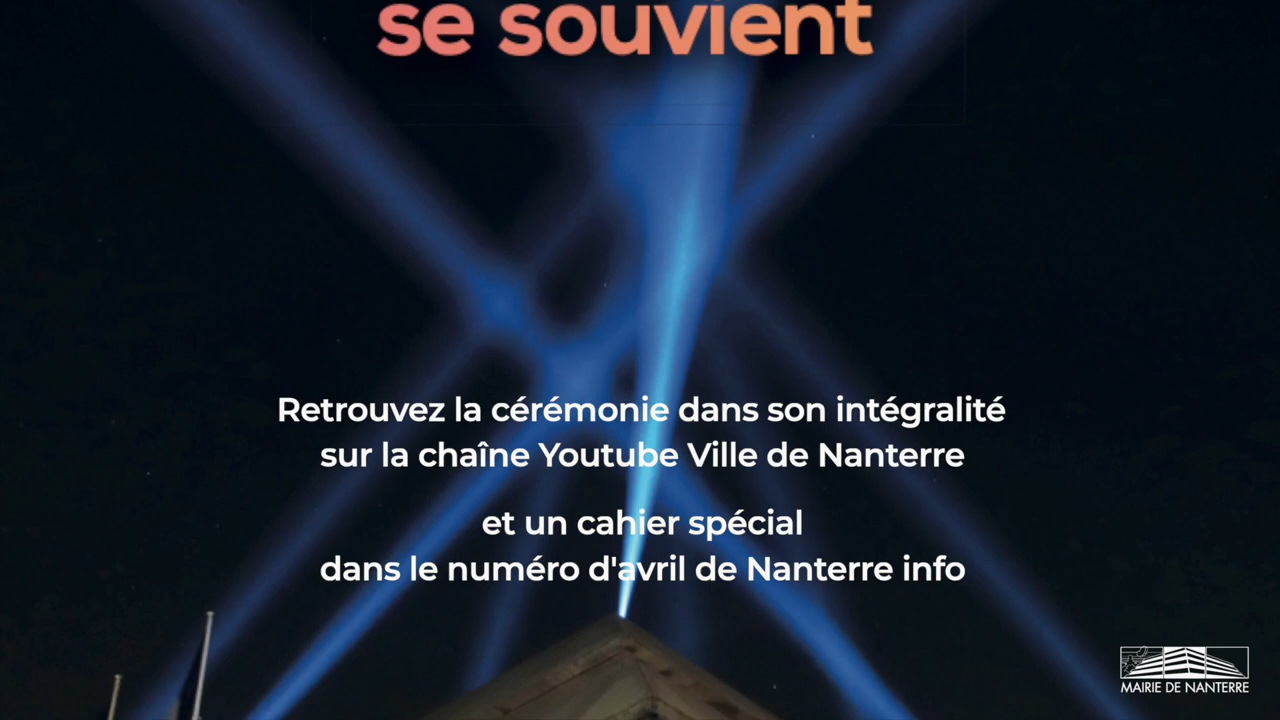 se souvient
Retrouvez la cérémonie dans son intégralité
sur la chaîne Youtube Ville de Nanterre
et un cahier spécial
dans le numéro d'avril de Nanterre info
MAIRIE DE NANTERRE